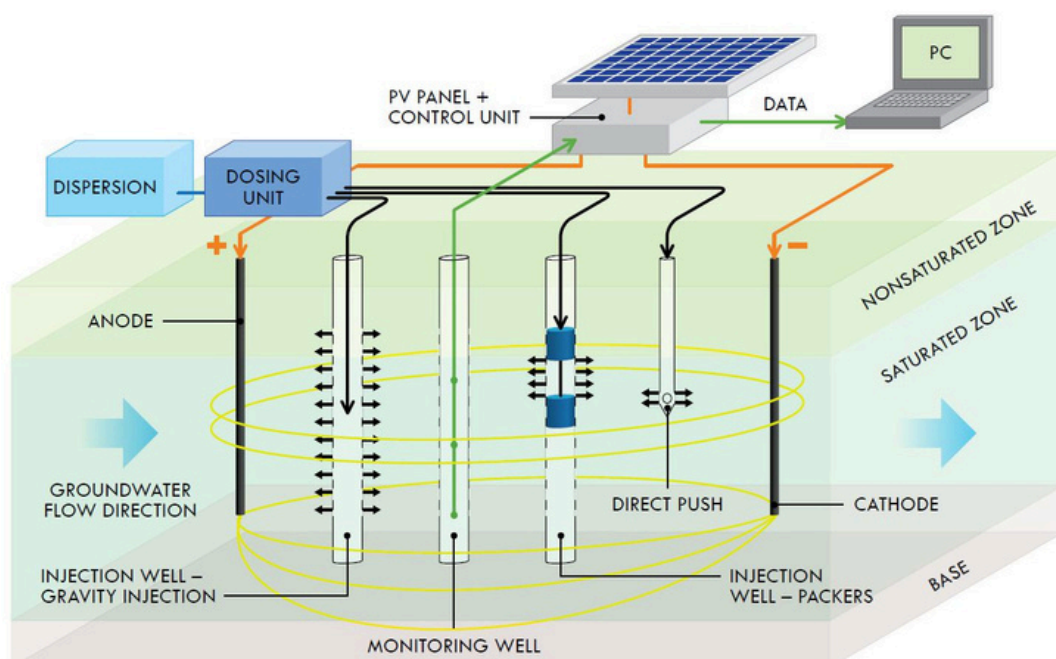 PC
PV PANEL +
CONTROL UNIT
DATA
DISPERSION
DOSING
UNIT
+
−
NONSATURATED ZONE
ANODE
SATURATED ZONE
GROUNDWATER
FLOW DIRECTION
DIRECT PUSH
CATHODE
INJECTION WELL –
GRAVITY INJECTION
INJECTION
WELL – PACKERS
BASE
MONITORING WELL